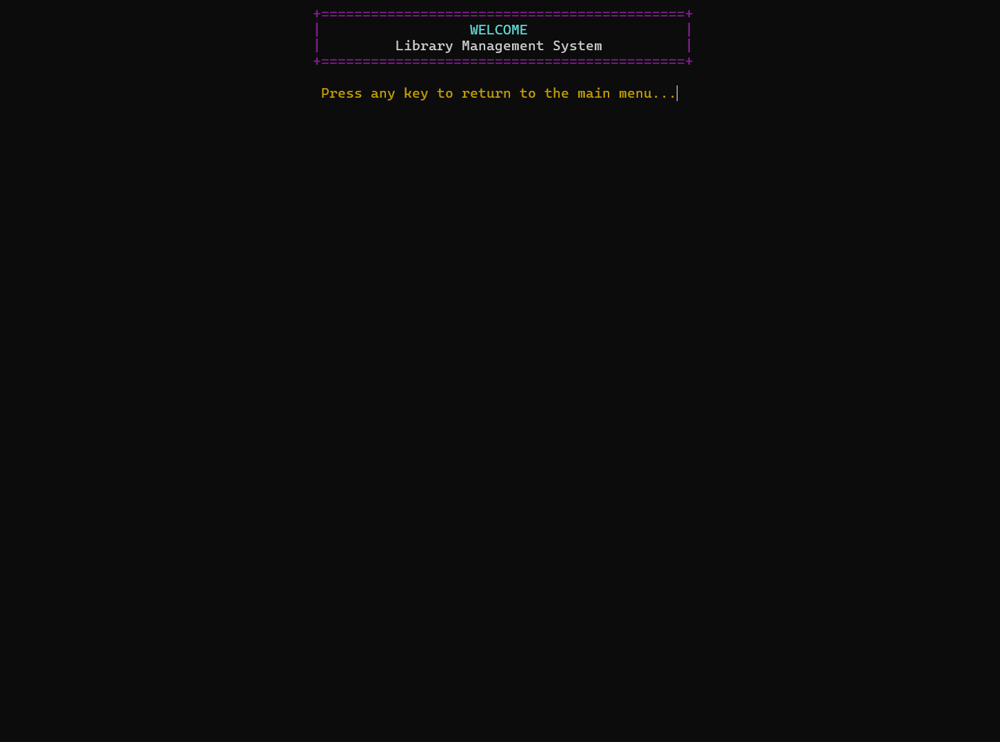 +============================================+
| WELCOME |
| Library Management System |
+============================================+
Press any key to return to the main menu...